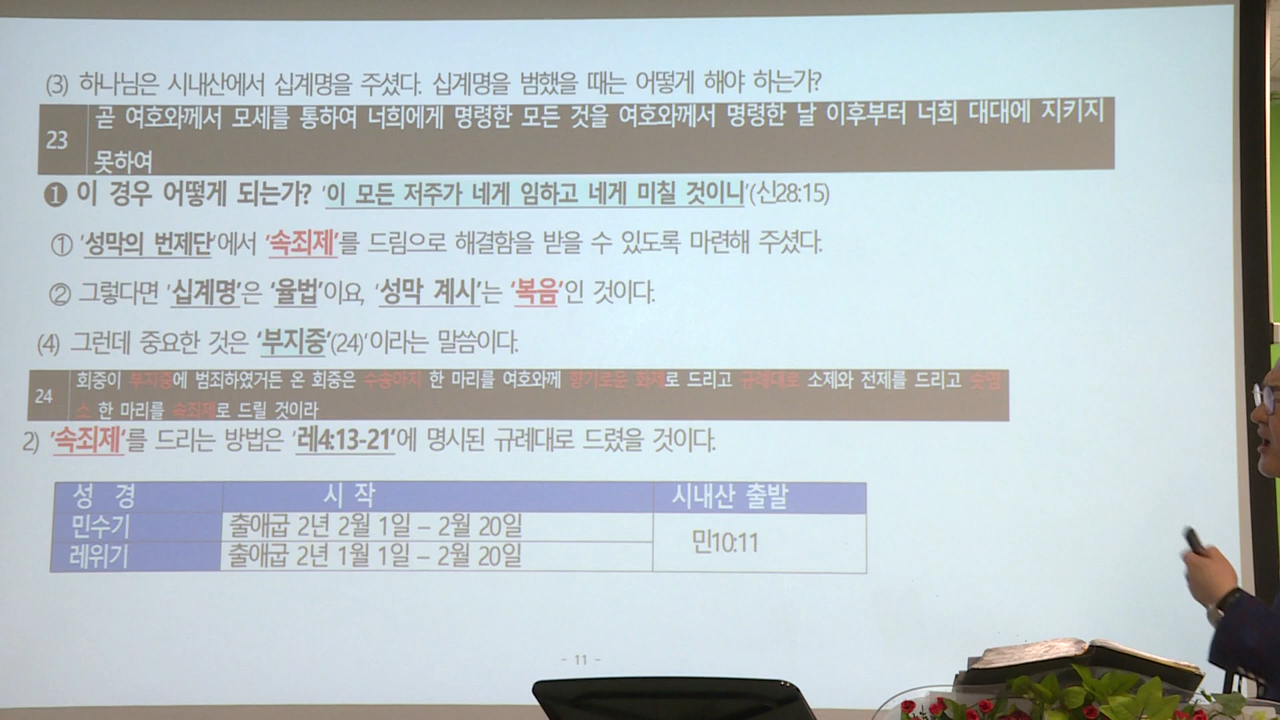 (3) 하나님은 시내산에서 십계명을 주셨다. 십계명을 범했을 때는 어떻게 해야 하는가?
23 곧 여호와께서 모세를 통하여 너희에게 명령한 모든 것을 여호와께서 명령한 날 이후부터 너희 대대에 지키지
못하여
❶ 이 경우 어떻게 되는가? '이 모든 저주가 네게 임하고 네게 미칠 것이니'(신28:15)
① '성막의 번제단'에서 '속죄제'를 드림으로 해결함을 받을 수 있도록 마련해 주셨다.
② 그렇다면 '십계명'은 '율법'이요, '성막 계시'는 '복음'인 것이다.
(4) 그런데 중요한 것은 '부지중'(24)'이라는 말씀이다.
24 회중이 부지중에 범죄하였거든 온 회중은 수송아지 한 마리를 여호와께 향기로운 화제로 드리고 규례대로 소제와 전제를 드리고 숫염
소 한 마리를 속죄제로 드릴 것이라
2) '속죄제'를 드리는 방법은 '레4:13-21'에 명시된 규례대로 드렸을 것이다.
성 경 시 작 시내산 출발
민수기 출애굽 2년 2월 1일 – 2월 20일 민10:11
레위기 출애굽 2년 1월 1일 – 2월 20일
- 11 -